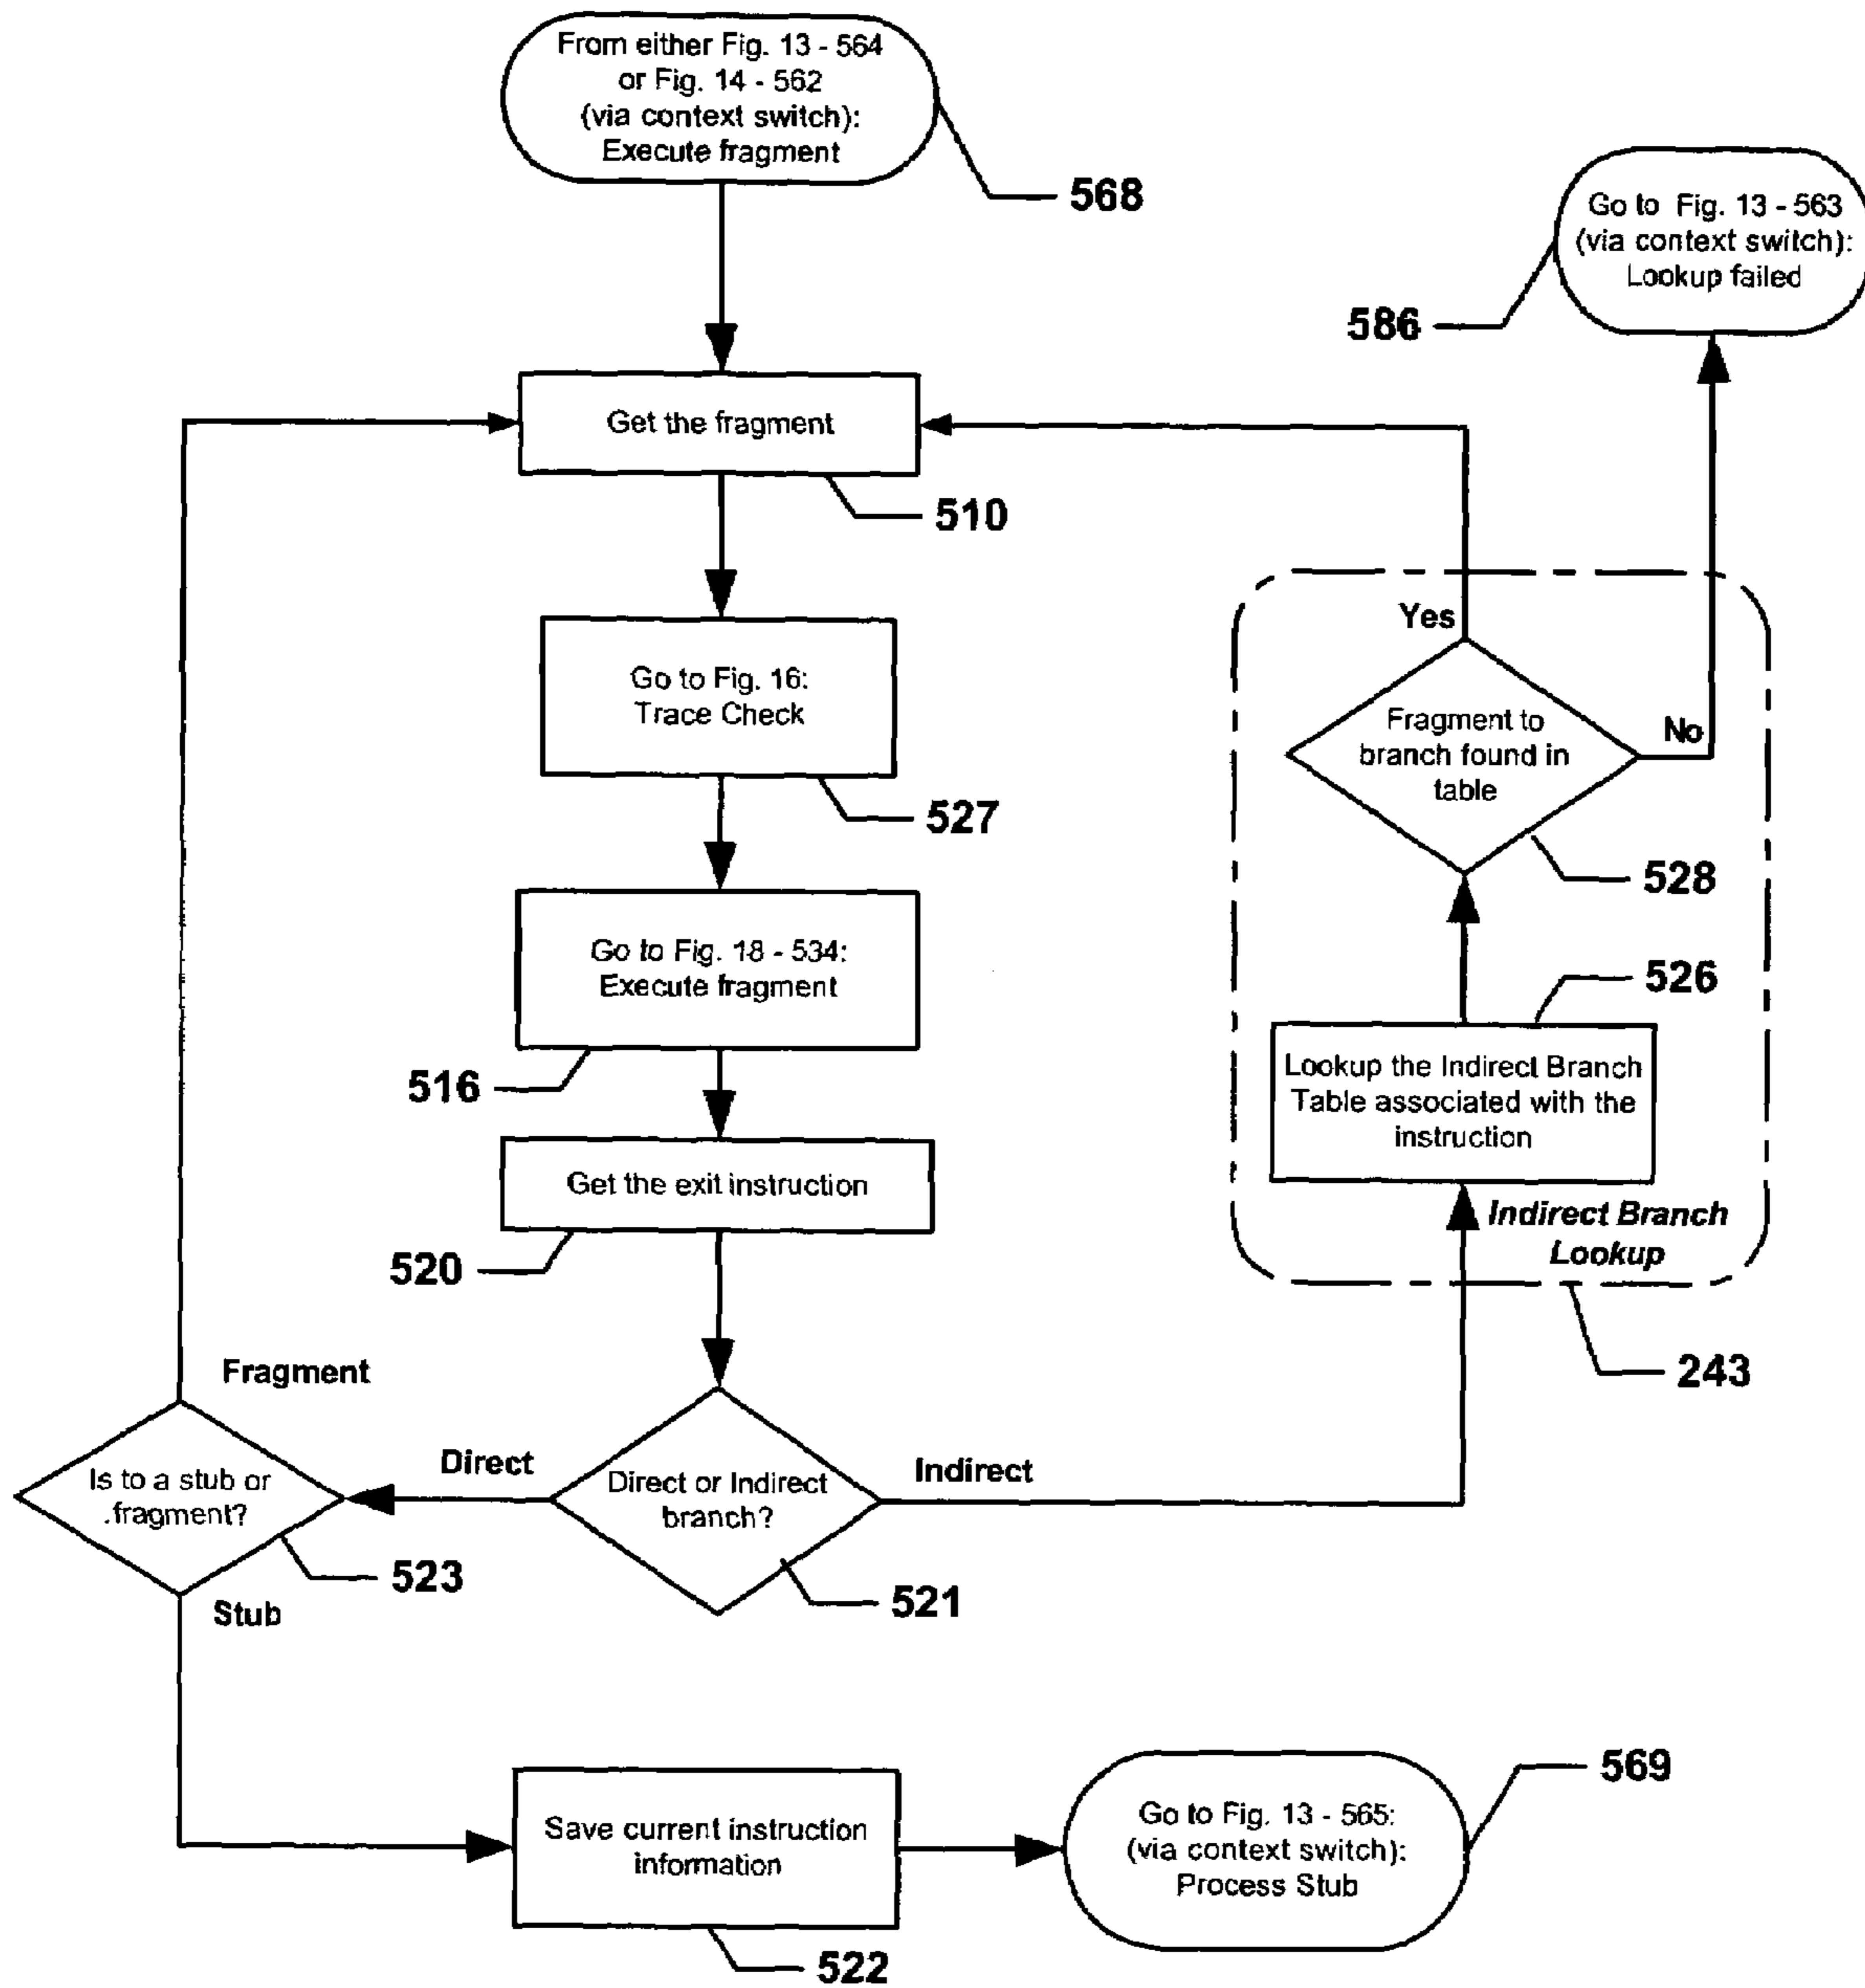 From either Fig. 13 - 564
or Fig. 14 - 562
(via context switch):
Execute fragment
568
Go to Fig. 13 - 563
(via context switch):
Lookup failed
586
Get the fragment
510
Go to Fig. 16:
Trace Check
527
Yes
Fragment to
branch found in
table
No
528
Go to Fig. 18 - 534:
Execute fragment
516
526
Lookup the Indirect Branch
Table associated with the
instruction
Indirect Branch
Lookup
243
Get the exit instruction
520
Fragment
Is to a stub or
.fragment?
523
Stub
Direct
Direct or Indirect
branch?
521
Indirect
Save current instruction
information
522
Go to Fig. 13 - 565:
(via context switch):
Process Stub
569